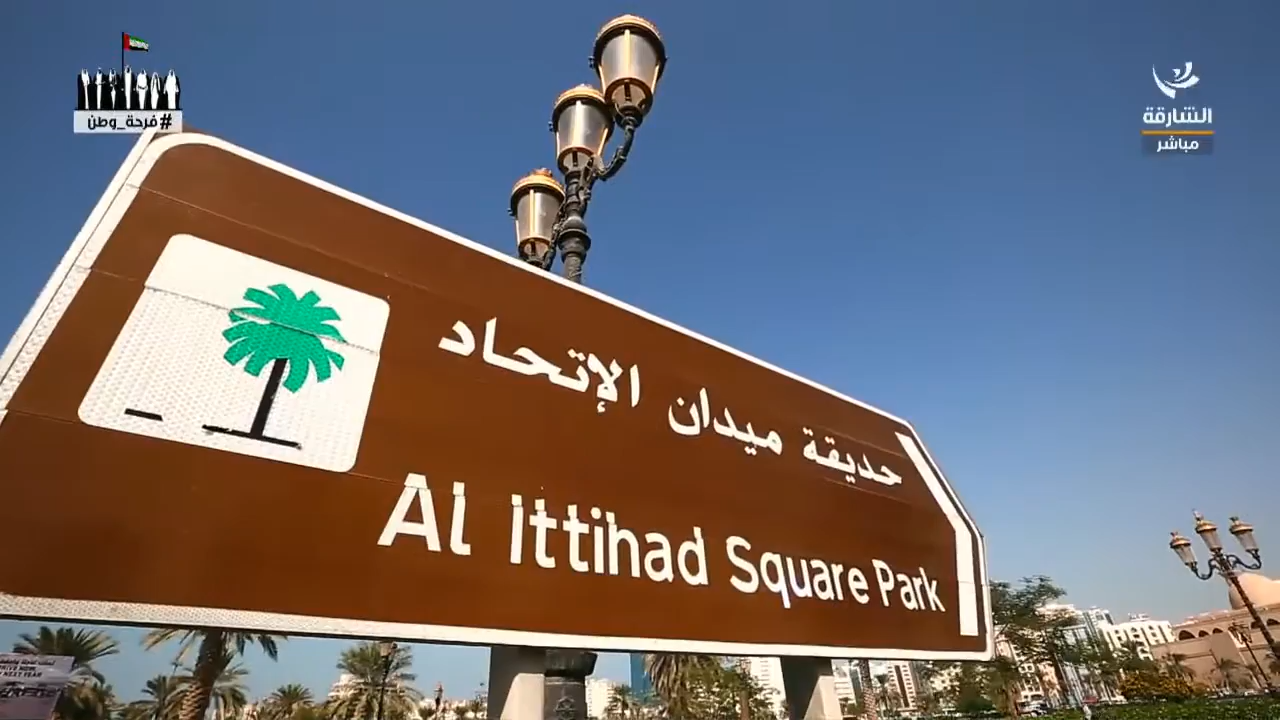 #فرحة_وطن
الشارقة
مباشر
حديقة ميدان الإتحاد
Al Ittihad Square Park